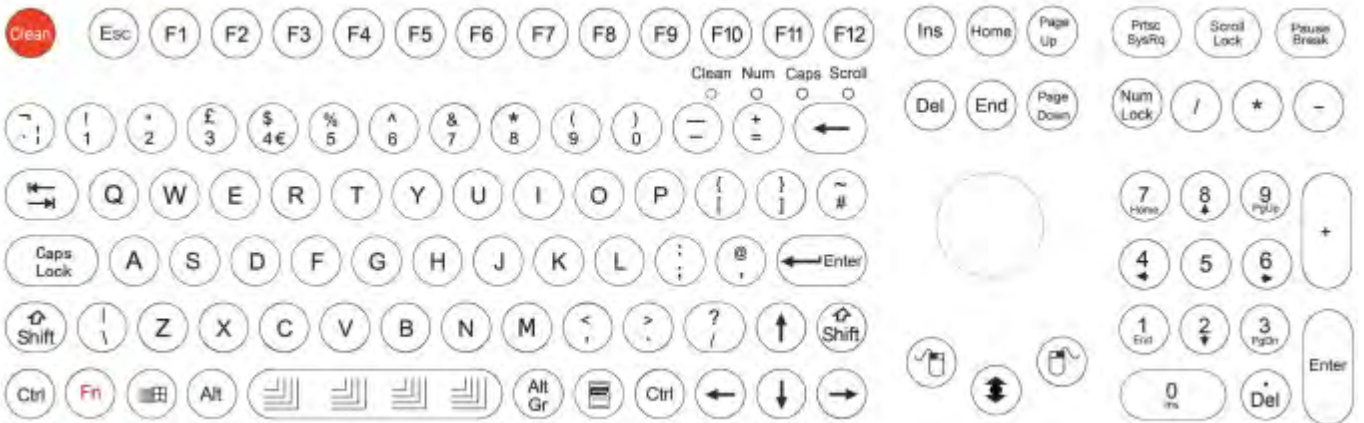 Clean Esc F1 F2 F3 F4 F5 F6 F7 F8 F9 F10 F11 F12 Ins Home Page Up Prtsc SysRq Scroll Lock Pause Break
Clean Num Caps Scroll
¬ ¦ ! 1 " 2 £ 3 $ 4€ % 5 ^ 6 & 7 * 8 ( 9 ) 0 — - + = Del End Page Down Num Lock / * -
Q W E R T Y U I O P { [ } ] ~ # 7 Home 8 9 PgUp +
Caps Lock A S D F G H J K L : ; @ ' Enter 4 5 6
Shift | \ Z X C V B N M < , > . ? / Shift 1 End 2 3 PgDn Enter
Ctrl Fn Alt Alt Gr Ctrl 0 Ins . Del